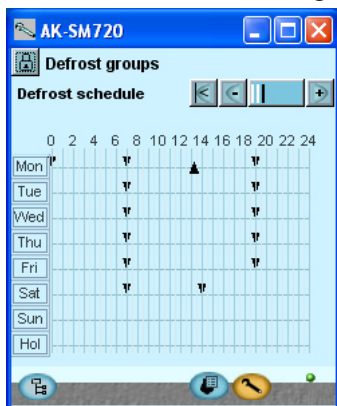 AK-SM720
Defrost groups
Defrost schedule
0 2 4 6 8 10 12 14 16 18 20 22 24
Mon
Tue
Wed
Thu
Fri
Sat
Sun
Hol